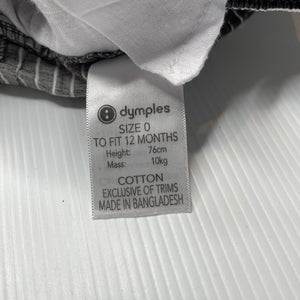 dymples
SIZE 0
TO FIT 12 MONTHS
Height: 76cm
Mass: 10kg
COTTON
EXCLUSIVE OF TRIMS
MADE IN BANGLADESH